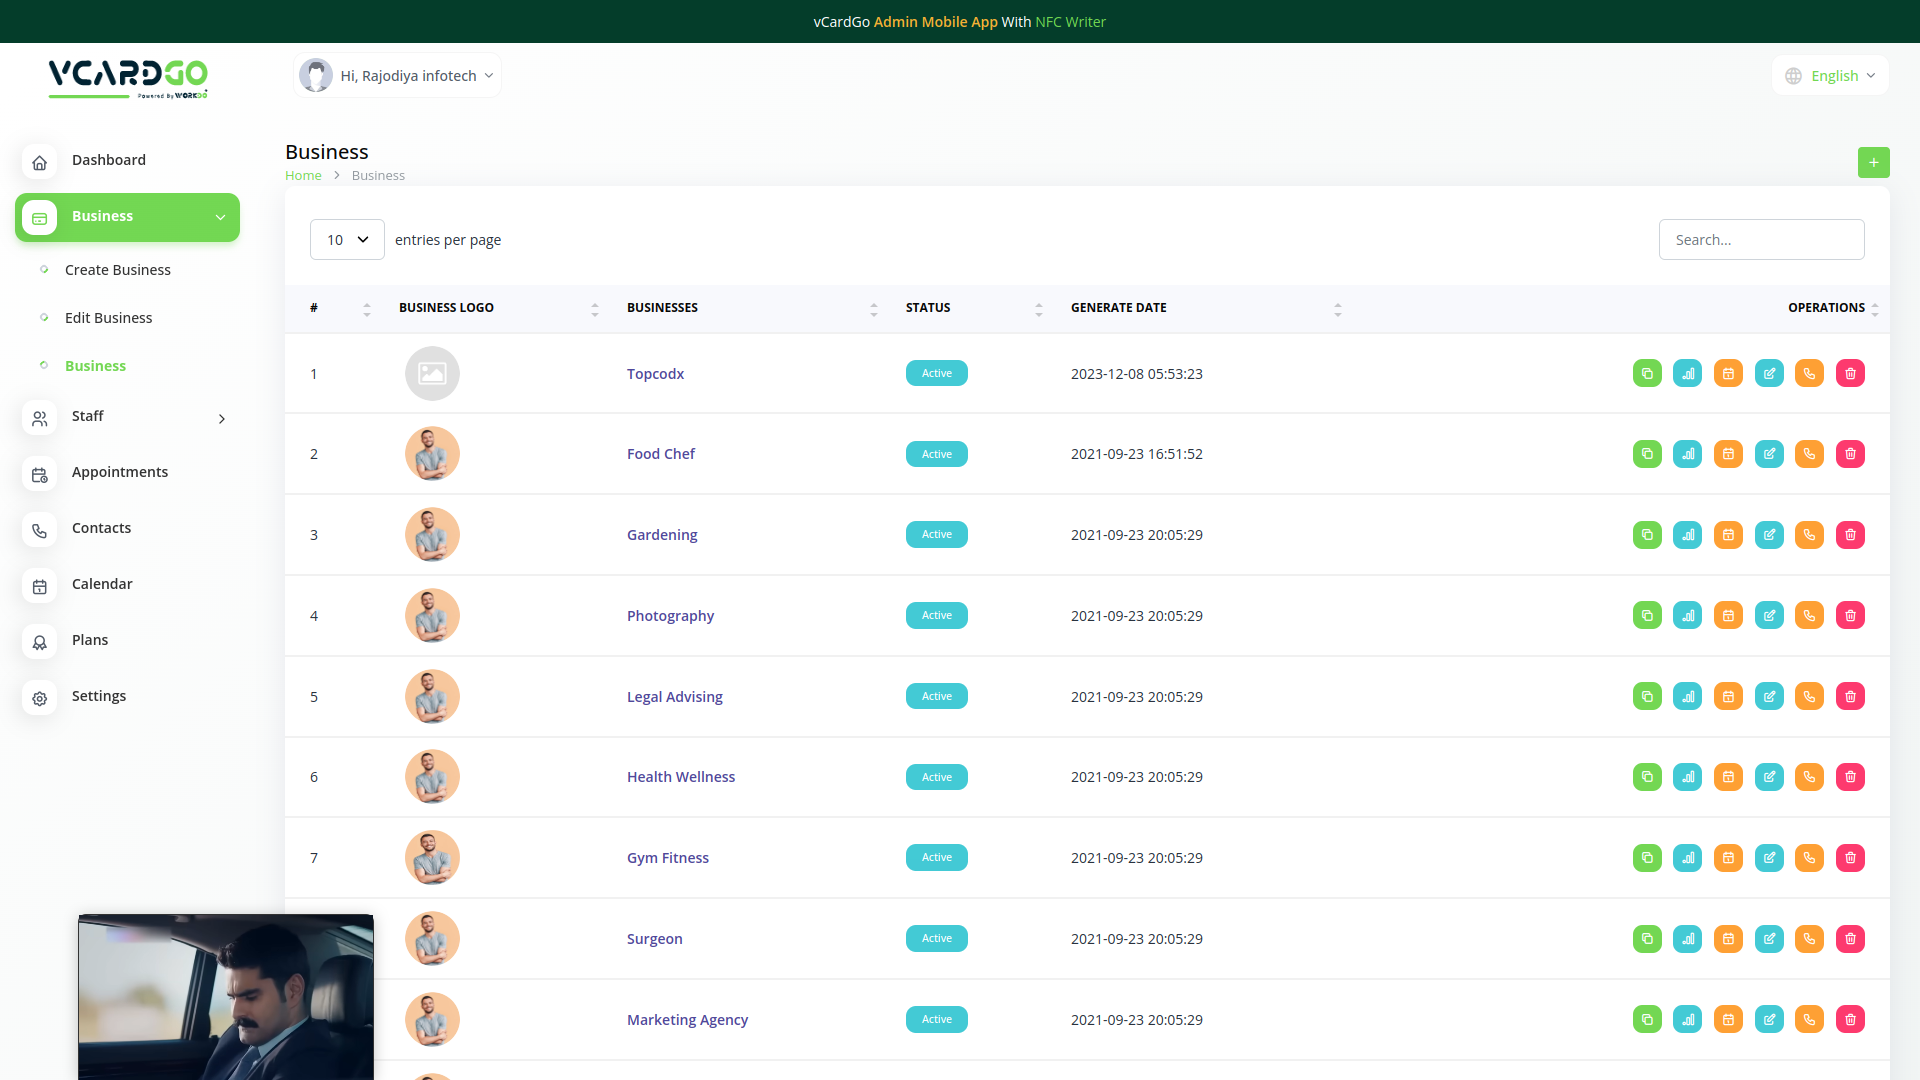 vCardGo Admin Mobile App With NFC Writer
VCARDGO
Powered By WORKDO
Hi, Rajodiya infotech
English
Dashboard
Business
Create Business
Edit Business
Business
Staff
Appointments
Contacts
Calendar
Plans
Settings
Business
Home > Business
+
10 entries per page
Search...
# BUSINESS LOGO BUSINESSES STATUS GENERATE DATE OPERATIONS
1 Topcodx Active 2023-12-08 05:53:23
2 Food Chef Active 2021-09-23 16:51:52
3 Gardening Active 2021-09-23 20:05:29
4 Photography Active 2021-09-23 20:05:29
5 Legal Advising Active 2021-09-23 20:05:29
6 Health Wellness Active 2021-09-23 20:05:29
7 Gym Fitness Active 2021-09-23 20:05:29
Surgeon Active 2021-09-23 20:05:29
Marketing Agency Active 2021-09-23 20:05:29